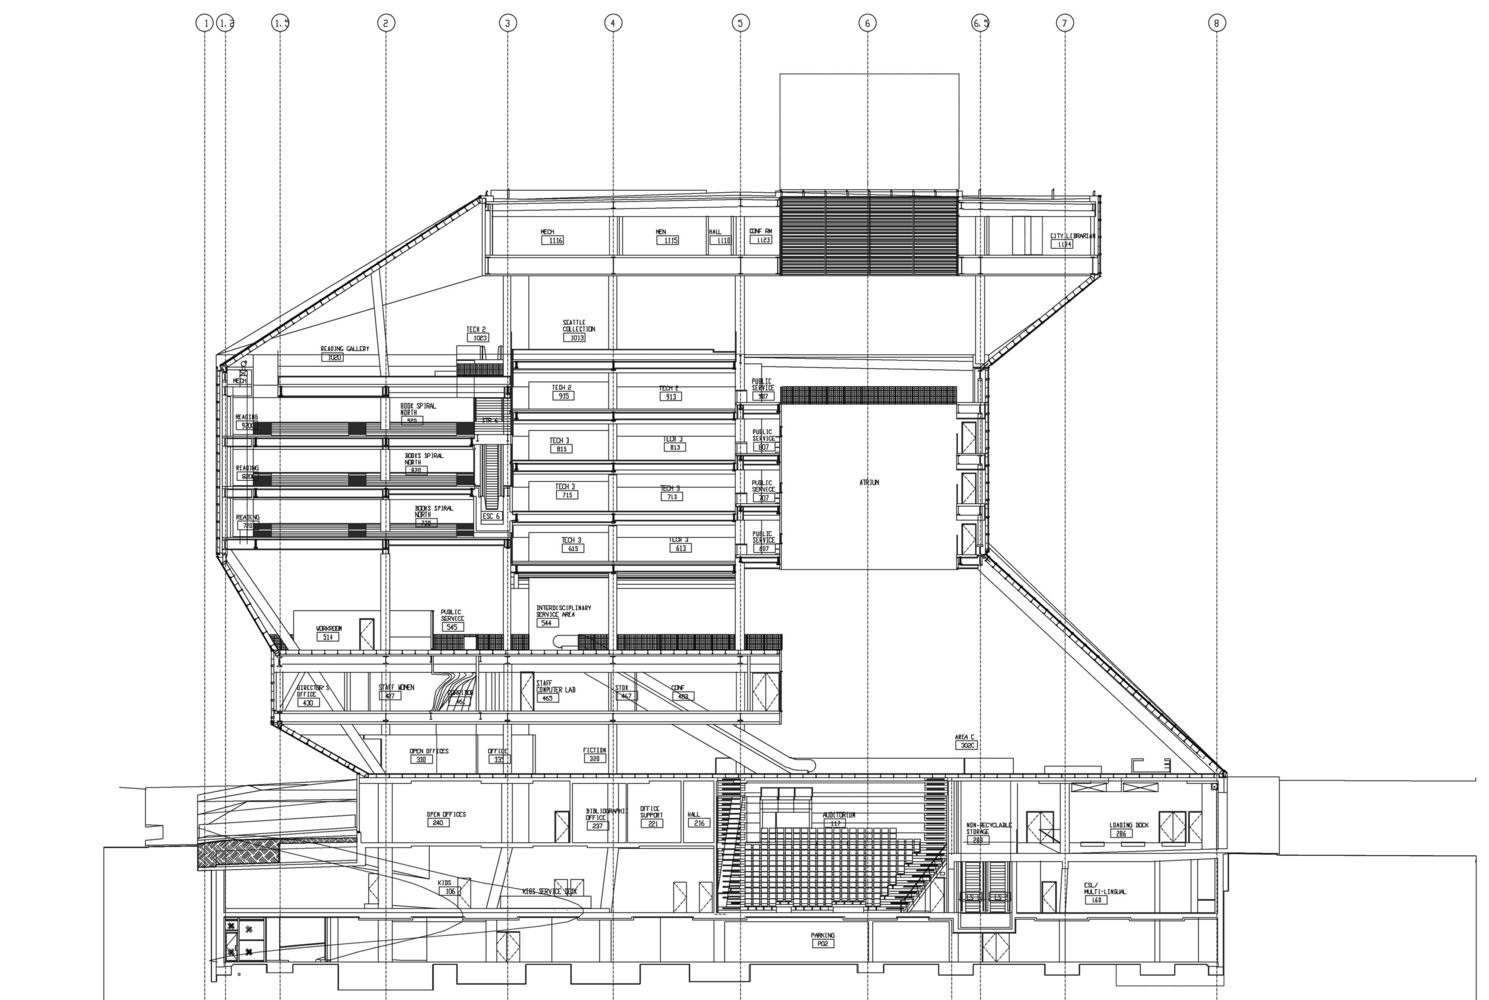 1
1.2
1.5
2
3
4
5
6
6.5
7
8
MECH
1116
MEN
1115
HALL
1110
CONF RM
1123
CITY LIBRARIAN
1134
SEATTLE
COLLECTION
1013
TECH 2
1023
READING GALLERY
1020
MECH
BOOK SPIRAL
NORTH
920
READING
920C
STR 6
TECH 2
935
TECH 2
913
PUBLIC
SERVICE
907
BOOKS SPIRAL
NORTH
820
READING
TECH 3
815
TECH 3
813
PUBLIC
SERVICE
807
ATRIUM
BOOKS SPIRAL
NORTH
720
READING
ESC 6
TECH 3
715
TECH 3
713
PUBLIC
SERVICE
707
TECH 3
615
TECH 3
613
PUBLIC
SERVICE
607
WORKROOM
514
PUBLIC
SERVICE
545
INTERDISCIPLINARY
SERVICE AREA
544
DIRECTOR'S
OFFICE
430
STAFF WOMEN
427
CORRIDOR
461
STAFF
COMPUTER LAB
465
STOR
467
CONF
483
OPEN OFFICES
330
OFFICE
335
FICTION
320
AREA C
302C
OPEN OFFICES
240
BIBLIOGRAPHIC
OFFICE
237
OFFICE
SUPPORT
221
HALL
216
AUDITORIUM
117
NON-RECYCLABLE
STORAGE
288
LOADING DOCK
286
KIDS
106
KIDS SERVICE DESK
ESL/
MULTI-LINGUAL
160
PARKING
P02